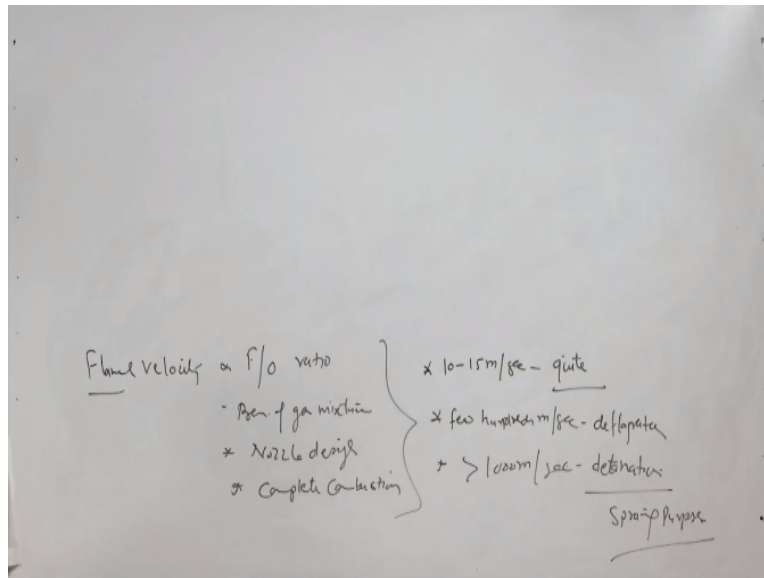 Flame velocity α F/O ratio
- Pres. of gas mixture
* Nozzle design
* Complete Combustion
* 10-15m/sec - quite
* few hundred m/sec - deflagration
* >1000m/sec - detonation
Spraying Purpose